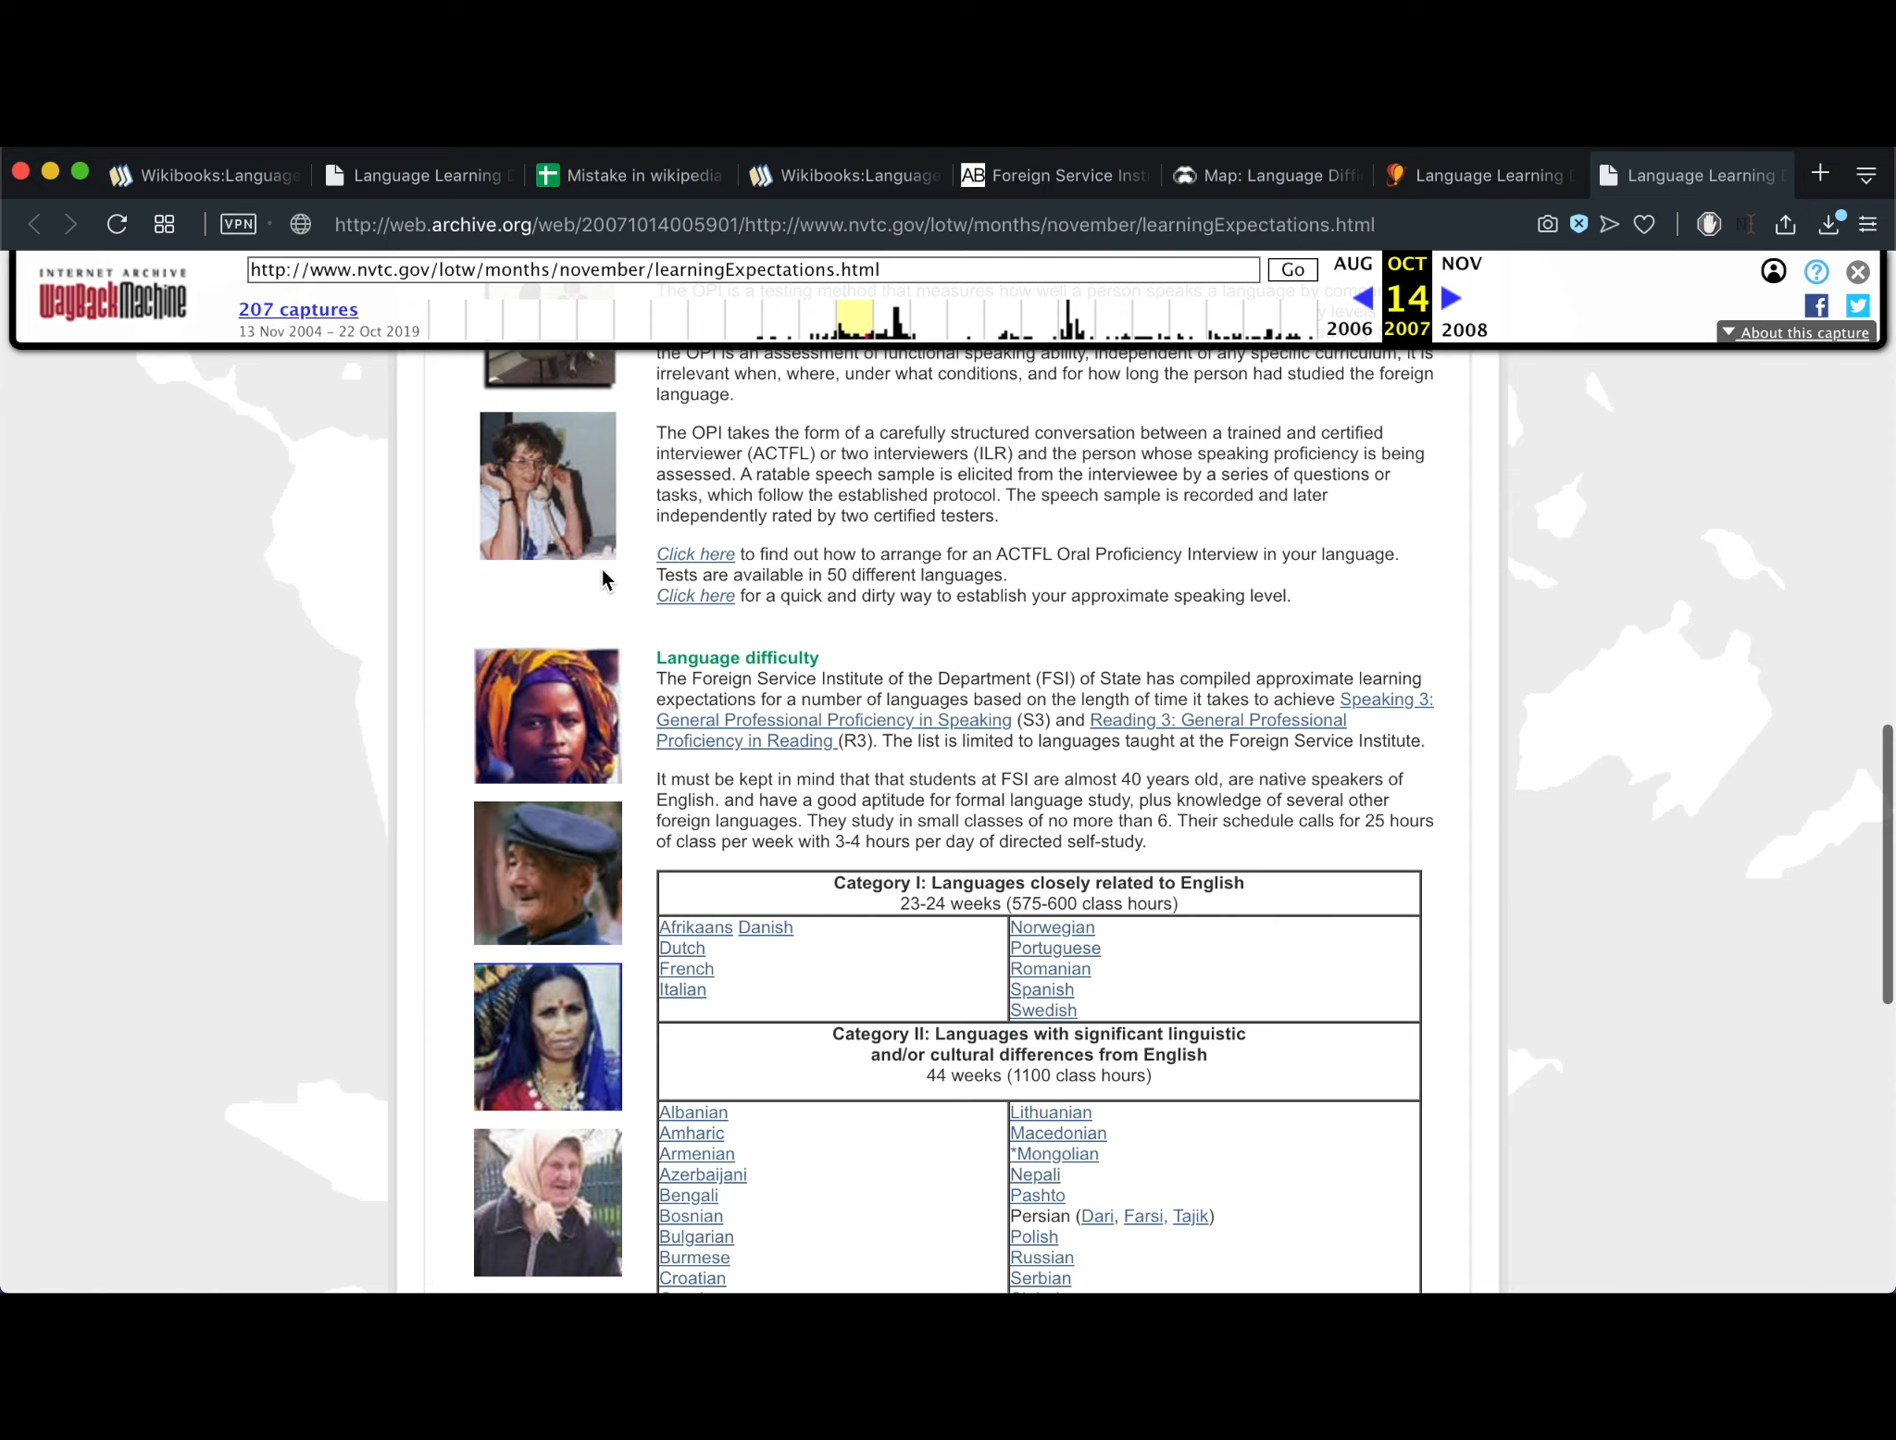 Wikibooks:Language
Language Learning D
Mistake in wikipedia
Wikibooks:Language
AB
Foreign Service Inst
Map: Language Diffi
Language Learning
Language Learning D
VPN
http://web.archive.org/web/20071014005901/http://www.nvtc.gov/lotw/months/november/learningExpectations.html
INTERNET ARCHIVE
WayBackMachine
http://www.nvtc.gov/lotw/months/november/learningExpectations.html
Go
AUG OCT NOV
207 captures
14
13 Nov 2004 – 22 Oct 2019
2006 2007 2008
About this capture
The OPI is a testing method that measures how well a person speaks a language by
the OPI is an assessment of functional speaking ability, independent of any specific curriculum, it is
irrelevant when, where, under what conditions, and for how long the person had studied the foreign
language.
The OPI takes the form of a carefully structured conversation between a trained and certified
interviewer (ACTFL) or two interviewers (ILR) and the person whose speaking proficiency is being
assessed. A ratable speech sample is elicited from the interviewee by a series of questions or
tasks, which follow the established protocol. The speech sample is recorded and later
independently rated by two certified testers.
Click here to find out how to arrange for an ACTFL Oral Proficiency Interview in your language.
Tests are available in 50 different languages.
Click here for a quick and dirty way to establish your approximate speaking level.
Language difficulty
The Foreign Service Institute of the Department (FSI) of State has compiled approximate learning
expectations for a number of languages based on the length of time it takes to achieve Speaking 3:
General Professional Proficiency in Speaking (S3) and Reading 3: General Professional
Proficiency in Reading (R3). The list is limited to languages taught at the Foreign Service Institute.
It must be kept in mind that that students at FSI are almost 40 years old, are native speakers of
English. and have a good aptitude for formal language study, plus knowledge of several other
foreign languages. They study in small classes of no more than 6. Their schedule calls for 25 hours
of class per week with 3-4 hours per day of directed self-study.
Category I: Languages closely related to English
23-24 weeks (575-600 class hours)
Afrikaans Danish
Dutch
French
Italian
Norwegian
Portuguese
Romanian
Spanish
Swedish
Category II: Languages with significant linguistic
and/or cultural differences from English
44 weeks (1100 class hours)
Albanian
Amharic
Armenian
Azerbaijani
Bengali
Bosnian
Bulgarian
Burmese
Croatian
Lithuanian
Macedonian
*Mongolian
Nepali
Pashto
Persian (Dari, Farsi, Tajik)
Polish
Russian
Serbian